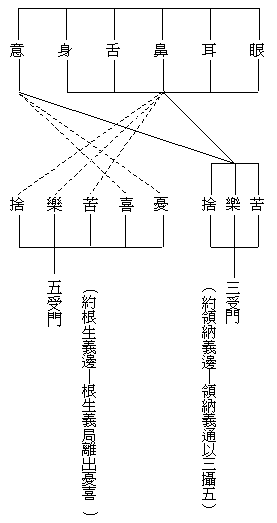 眼 耳 鼻 舌 身 意
苦 樂 捨
憂 喜 苦 樂 捨
三受門
(約領納義邊—領納義通以三攝五)
五受門
(約根生義邊—根生義局離出憂喜)